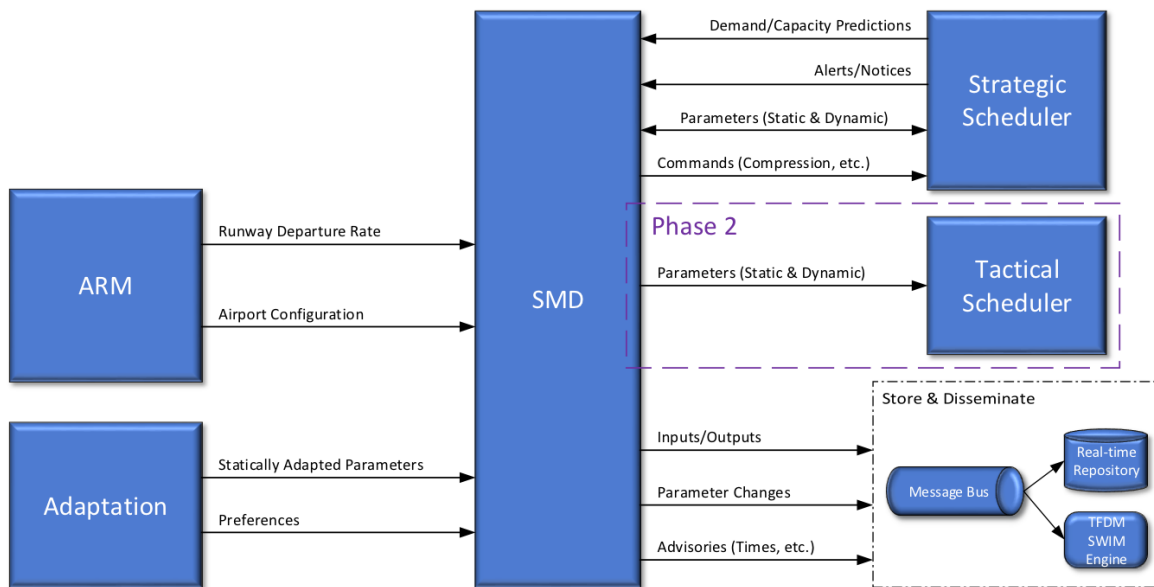 Demand/Capacity Predictions
Alerts/Notices
Parameters (Static & Dynamic)
Commands (Compression, etc.)
Strategic
Scheduler
ARM
Runway Departure Rate
Airport Configuration
SMD
Phase 2
Parameters (Static & Dynamic)
Tactical
Scheduler
Adaptation
Statically Adapted Parameters
Preferences
Inputs/Outputs
Parameter Changes
Advisories (Times, etc.)
Store & Disseminate
Message Bus
Real-time
Repository
TFDM
SWIM
Engine